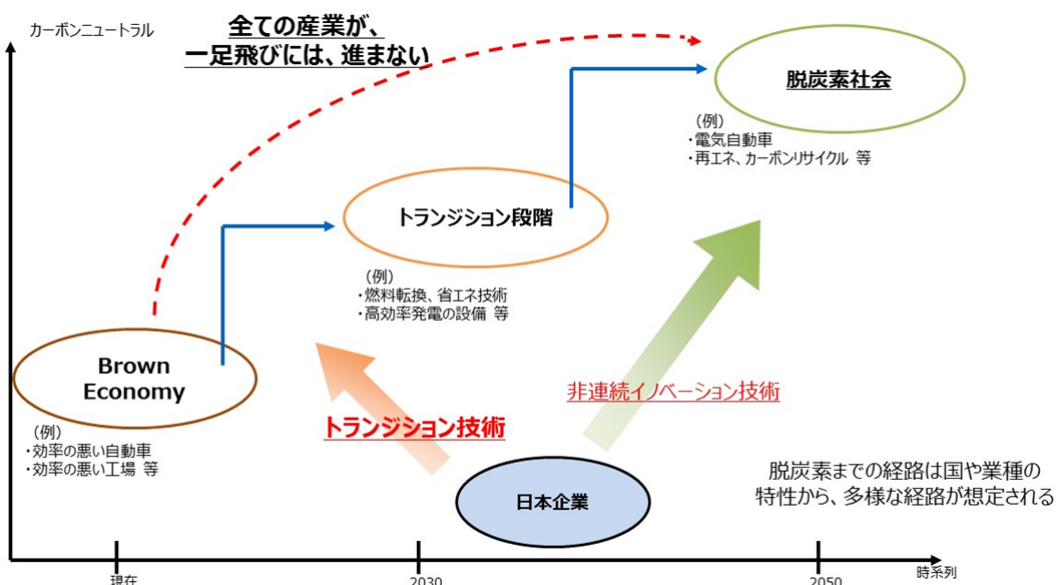 カーボンニュートラル
全ての産業が、
一足飛びには、進まない
脱炭素社会
（例）
・電気自動車
・再エネ、カーボンリサイクル 等
トランジション段階
（例）
・燃料転換、省エネ技術
・高効率発電の設備 等
Brown
Economy
（例）
・効率の悪い自動車
・効率の悪い工場 等
トランジション技術
非連続イノベーション技術
日本企業
脱炭素までの経路は国や業種の
特性から、多様な経路が想定される
現在
2030
2050
時系列